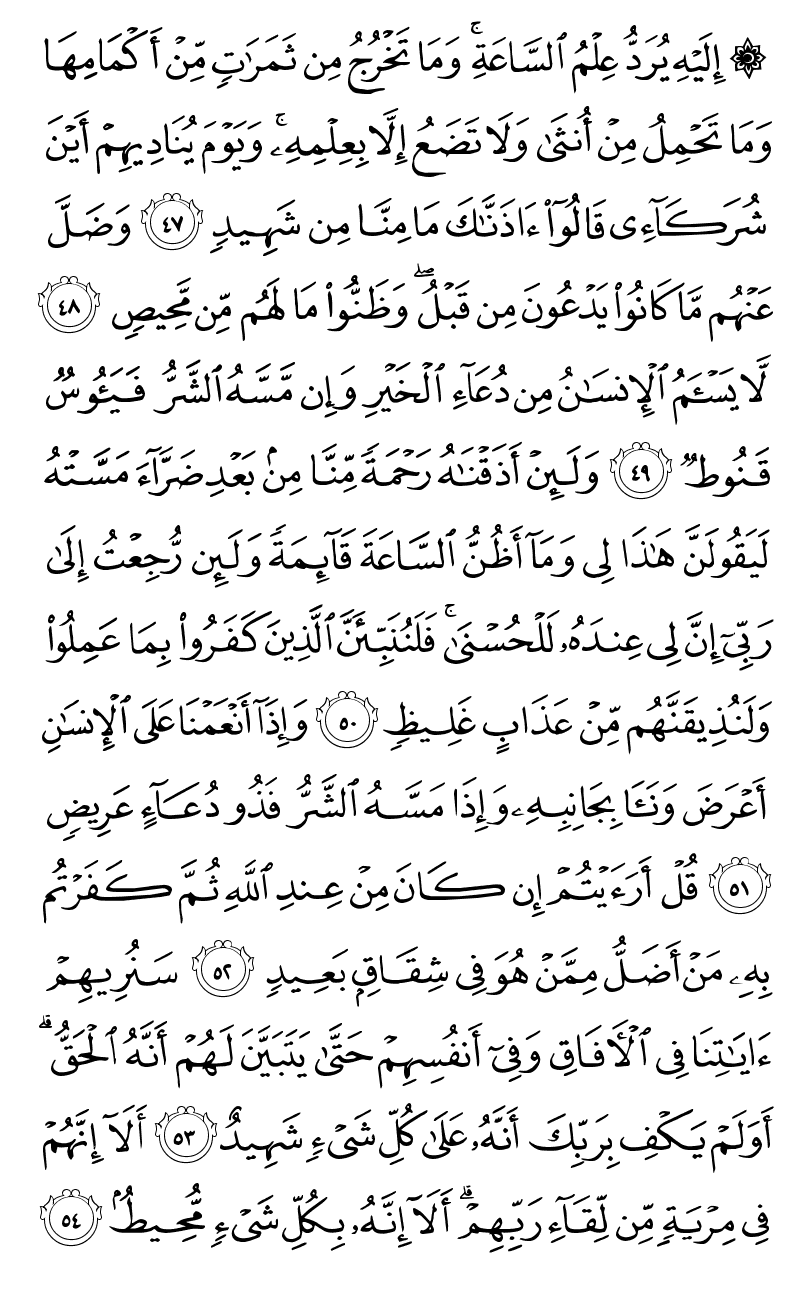 ۞ إِلَيْهِ يُرَدُّ عِلْمُ ٱلسَّاعَةِ ۚ وَمَا تَخْرُجُ مِن ثَمَرَٰتٍ مِّنْ أَكْمَامِهَا
وَمَا تَحْمِلُ مِنْ أُنثَىٰ وَلَا تَضَعُ إِلَّا بِعِلْمِهِۦ ۚ وَيَوْمَ يُنَادِيهِمْ أَيْنَ
شُرَكَآءِى قَالُوٓا۟ ءَاذَنَّٰكَ مَا مِنَّا مِن شَهِيدٍ ٤٧ وَضَلَّ
عَنْهُم مَّا كَانُوا۟ يَدْعُونَ مِن قَبْلُ ۖ وَظَنُّوا۟ مَا لَهُم مِّن مَّحِيصٍ ٤٨
لَّا يَسْـَٔمُ ٱلْإِنسَٰنُ مِن دُعَآءِ ٱلْخَيْرِ وَإِن مَّسَّهُ ٱلشَّرُّ فَيَـُٔوسٌ
قَنُوطٌ ٤٩ وَلَئِنْ أَذَقْنَٰهُ رَحْمَةً مِّنَّا مِنۢ بَعْدِ ضَرَّآءَ مَسَّتْهُ
لَيَقُولَنَّ هَٰذَا لِى وَمَآ أَظُنُّ ٱلسَّاعَةَ قَآئِمَةً وَلَئِن رُّجِعْتُ إِلَىٰ
رَبِّىٓ إِنَّ لِى عِندَهُۥ لَلْحُسْنَىٰ ۚ فَلَنُنَبِّئَنَّ ٱلَّذِينَ كَفَرُوا۟ بِمَا عَمِلُوا۟
وَلَنُذِيقَنَّهُم مِّنْ عَذَابٍ غَلِيظٍ ٥٠ وَإِذَآ أَنْعَمْنَا عَلَى ٱلْإِنسَٰنِ
أَعْرَضَ وَنَـَٔا بِجَانِبِهِۦ وَإِذَا مَسَّهُ ٱلشَّرُّ فَذُو دُعَآءٍ عَرِيضٍ
٥١ قُلْ أَرَءَيْتُمْ إِن كَانَ مِنْ عِندِ ٱللَّهِ ثُمَّ كَفَرْتُم
بِهِۦ مَنْ أَضَلُّ مِمَّنْ هُوَ فِى شِقَاقٍۭ بَعِيدٍ ٥٢ سَنُرِيهِمْ
ءَايَٰتِنَا فِى ٱلْـَٔافَاقِ وَفِىٓ أَنفُسِهِمْ حَتَّىٰ يَتَبَيَّنَ لَهُمْ أَنَّهُ ٱلْحَقُّ ۗ
أَوَلَمْ يَكْفِ بِرَبِّكَ أَنَّهُۥ عَلَىٰ كُلِّ شَىْءٍ شَهِيدٌ ٥٣ أَلَآ إِنَّهُمْ
فِى مِرْيَةٍ مِّن لِّقَآءِ رَبِّهِمْ ۗ أَلَآ إِنَّهُۥ بِكُلِّ شَىْءٍ مُّحِيطٌۢ ٥٤